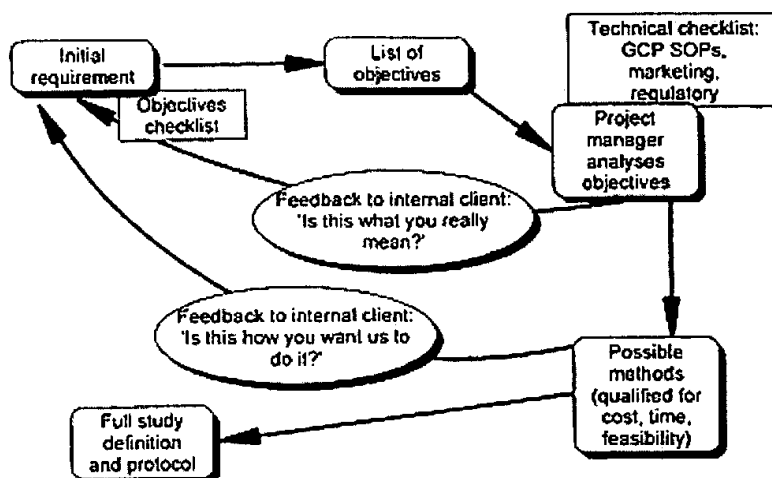 Initial
requirement
List of
objectives
Technical checklist:
GCP SOPs,
marketing,
regulatory
Objectives
checklist
Project
manager
analyses
objectives
Feedback to internal client:
'Is this what you really
mean?'
Feedback to internal client:
'Is this how you want us to
do it?'
Possible
methods
(qualified for
cost, time,
feasibility)
Full study
definition
and protocol